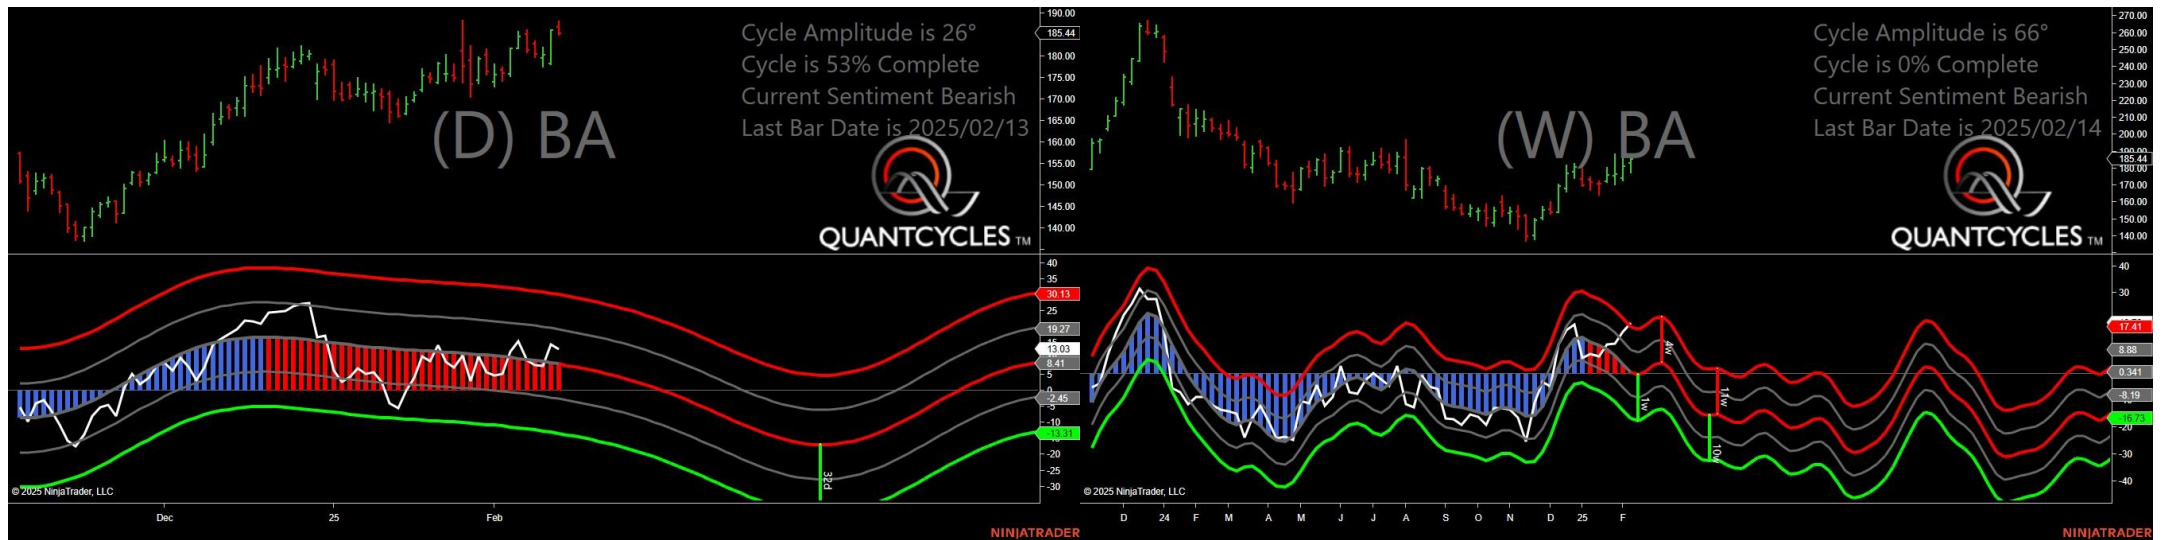 Cycle Amplitude is 26°
Cycle is 53% Complete
Current Sentiment Bearish
Last Bar Date is 2025/02/13
(D) BA
QUANTCYCLES TM
190.00
185.44
180.00
175.00
170.00
165.00
160.00
155.00
150.00
145.00
140.00
40
35
30.13
25
19.27
13.03
8.41
5
0
-2.45
-5
-13.31
-20
-25
-30
32d
© 2025 NinjaTrader, LLC
Dec
25
Feb
NINJATRADER
Cycle Amplitude is 66°
Cycle is 0% Complete
Current Sentiment Bearish
Last Bar Date is 2025/02/14
(W) BA
QUANTCYCLES TM
270.00
260.00
250.00
240.00
230.00
220.00
210.00
200.00
185.44
180.00
170.00
160.00
150.00
140.00
40
30
17.41
8.88
0.341
-8.19
-16.73
-20
-30
-40
4w
1w
11w
10w
© 2025 NinjaTrader, LLC
D 24 F M A M J J A S O N D 25 F
NINJATRADER